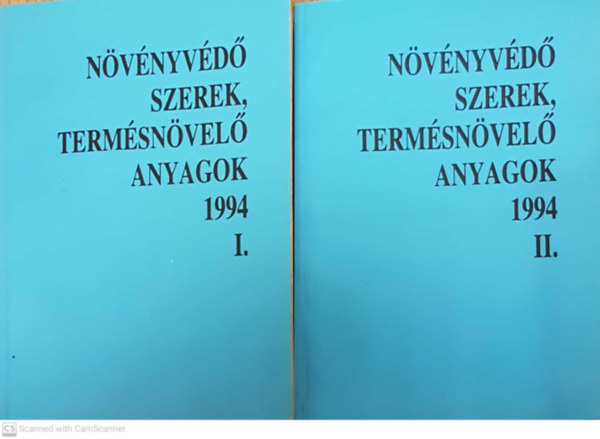 NÖVÉNYVÉDŐ
SZEREK,
TERMÉSNÖVELŐ
ANYAGOK
1994
I.
NÖVÉNYVÉDŐ
SZEREK,
TERMÉSNÖVELŐ
ANYAGOK
1994
II.
CS Scanned with CamScanner